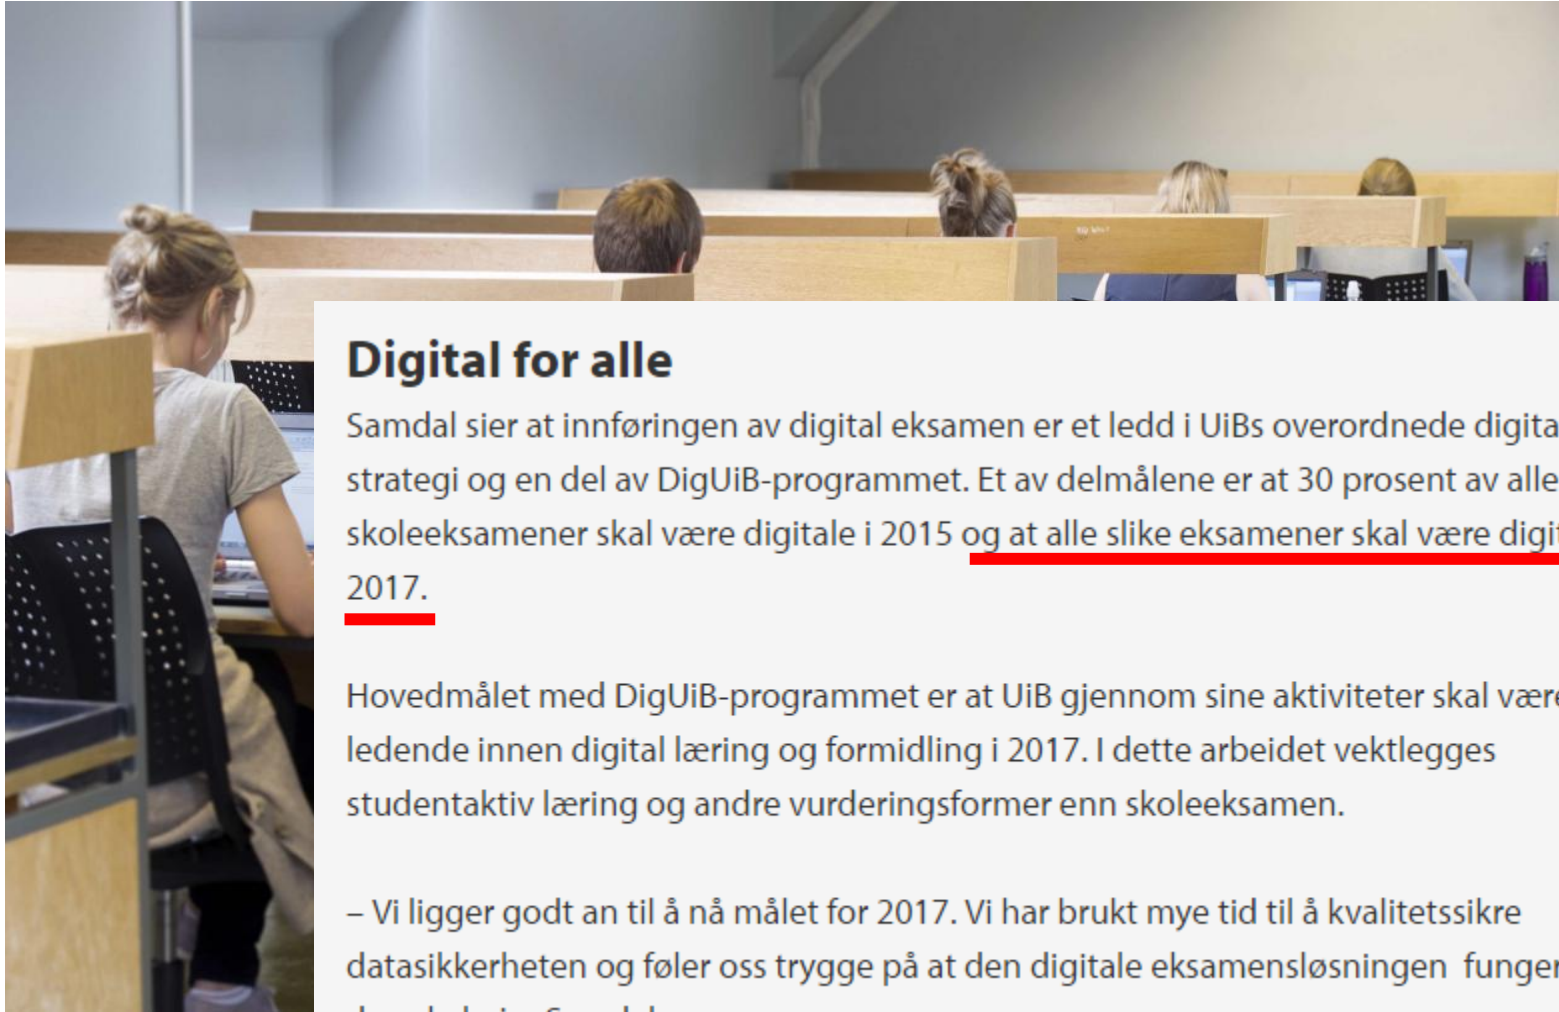 Digital for alle
Samdal sier at innføringen av digital eksamen er et ledd i UiBs overordnede digita
strategi og en del av DigUiB-programmet. Et av delmålene er at 30 prosent av alle
skoleeksamener skal være digitale i 2015 og at alle slike eksamener skal være digit
2017.
Hovedmålet med DigUiB-programmet er at UiB gjennom sine aktiviteter skal være
ledende innen digital læring og formidling i 2017. I dette arbeidet vektlegges
studentaktiv læring og andre vurderingsformer enn skoleeksamen.
– Vi ligger godt an til å nå målet for 2017. Vi har brukt mye tid til å kvalitetssikre
datasikkerheten og føler oss trygge på at den digitale eksamensløsningen funger